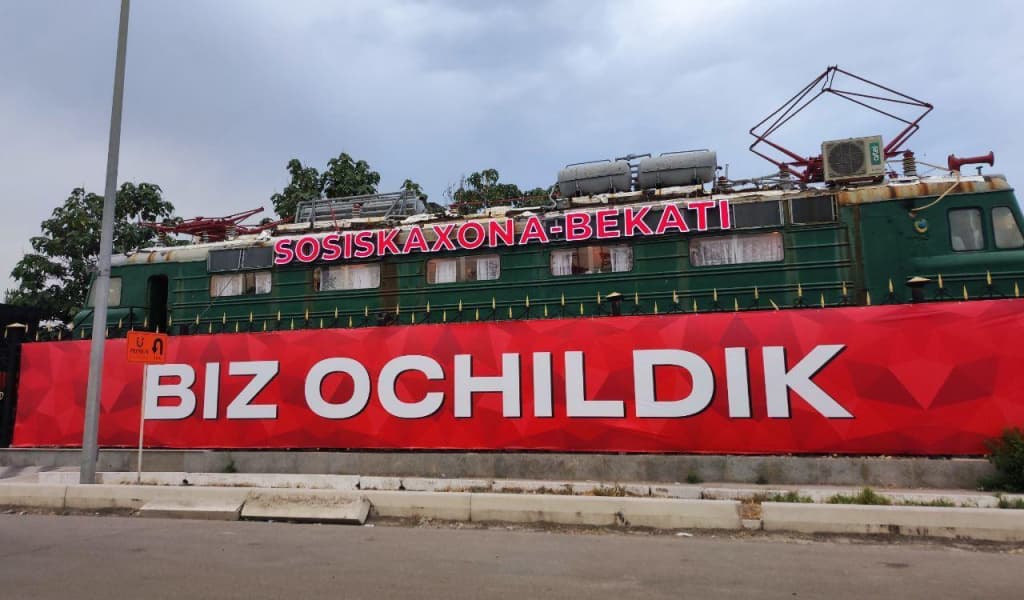 SOSISKAXONA-BEKATI
BIZ OCHILDIK